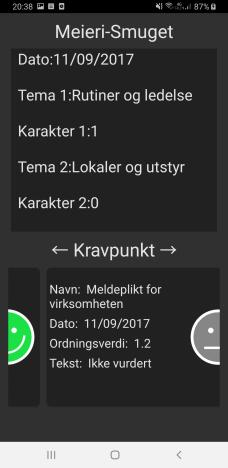 20:38
87%
Meieri-Smuget
Dato:11/09/2017
Tema 1:Rutiner og ledelse
Karakter 1:1
Tema 2:Lokaler og utstyr
Karakter 2:0
← Kravpunkt →
Navn: Meldeplikt for
virksomheten
Dato: 11/09/2017
Ordningsverdi: 1.2
Tekst: Ikke vurdert